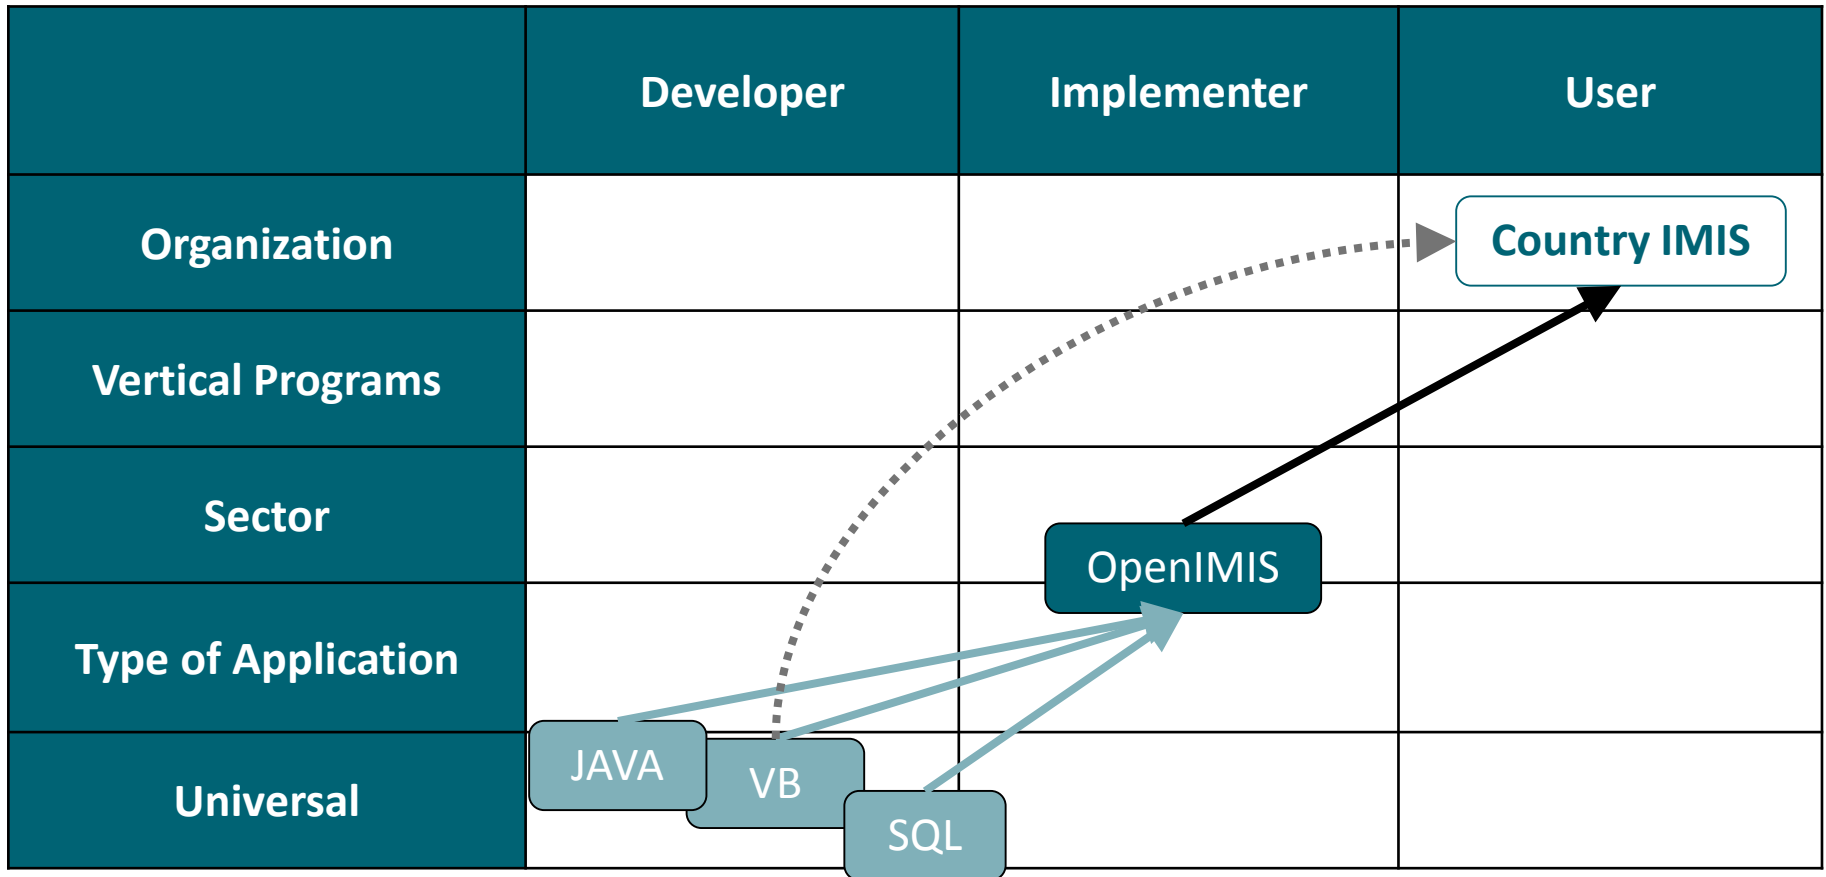 Developer
Implementer
User
Organization
Country IMIS
Vertical Programs
Sector
OpenIMIS
Type of Application
Universal
JAVA
VB
SQL